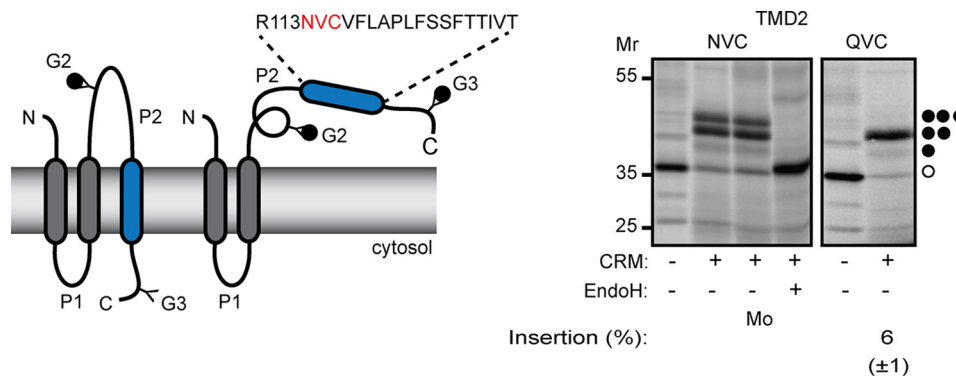 R113NVCVFLAPLFSSFTTIVT
G2
P2
G3
N
P2
N
G2
C
cytosol
P1
C
G3
P1
TMD2
Mr
NVC
QVC
55
35
25
CRM: - + + + - +
EndoH: - - - + - -
Mo
Insertion (%): 6
(±1)